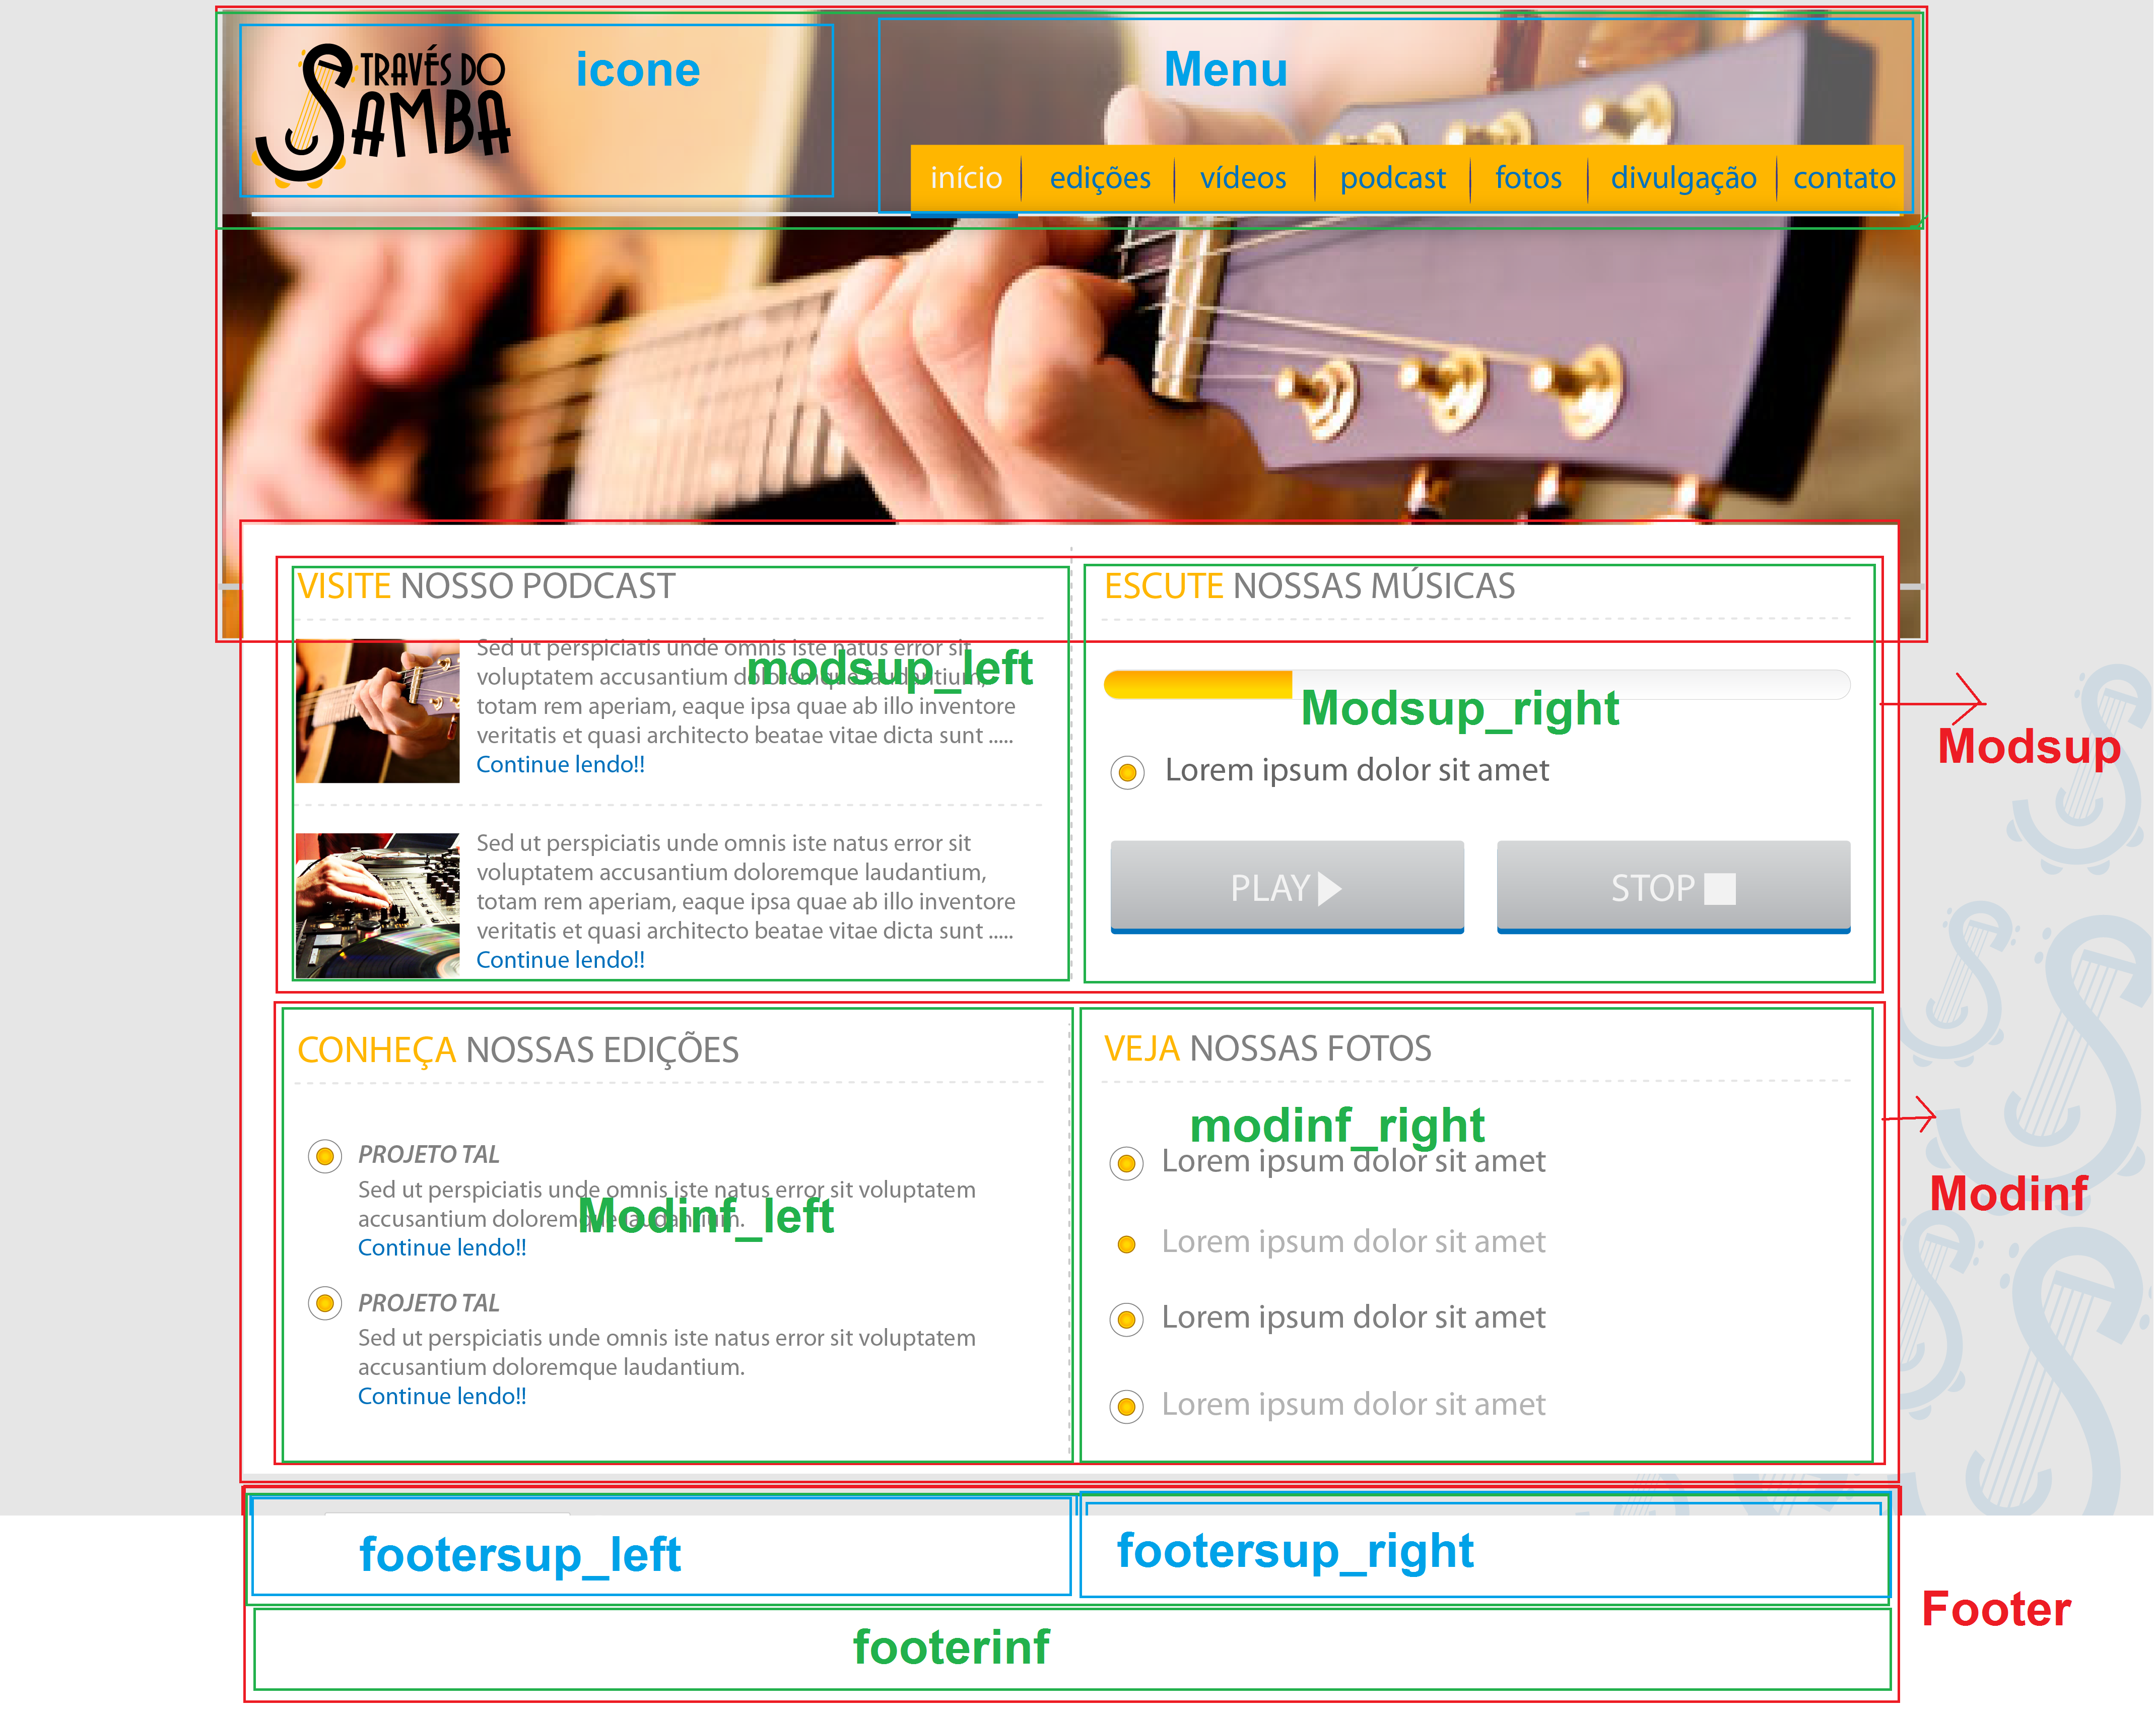 TRAVÉS DO
SAMBA
icone
Menu
início
edições
vídeos
podcast
fotos
divulgação
contato
VISITE NOSSO PODCAST
Sed ut perspiciatis unde omnis iste natus error sit
voluptatem accusantium doloremque laudantium,
totam rem aperiam, eaque ipsa quae ab illo inventore
veritatis et quasi architecto beatae vitae dicta sunt .....
Continue lendo!!
modsup_left
Sed ut perspiciatis unde omnis iste natus error sit
voluptatem accusantium doloremque laudantium,
totam rem aperiam, eaque ipsa quae ab illo inventore
veritatis et quasi architecto beatae vitae dicta sunt .....
Continue lendo!!
ESCUTE NOSSAS MÚSICAS
Modsup_right
Lorem ipsum dolor sit amet
PLAY
STOP
Modsup
CONHEÇA NOSSAS EDIÇÕES
PROJETO TAL
Sed ut perspiciatis unde omnis iste natus error sit voluptatem
accusantium doloremque laudantium.
Continue lendo!!
Modinf_left
PROJETO TAL
Sed ut perspiciatis unde omnis iste natus error sit voluptatem
accusantium doloremque laudantium.
Continue lendo!!
VEJA NOSSAS FOTOS
modinf_right
Lorem ipsum dolor sit amet
Lorem ipsum dolor sit amet
Lorem ipsum dolor sit amet
Lorem ipsum dolor sit amet
Modinf
footersup_left
footersup_right
Footer
footerinf